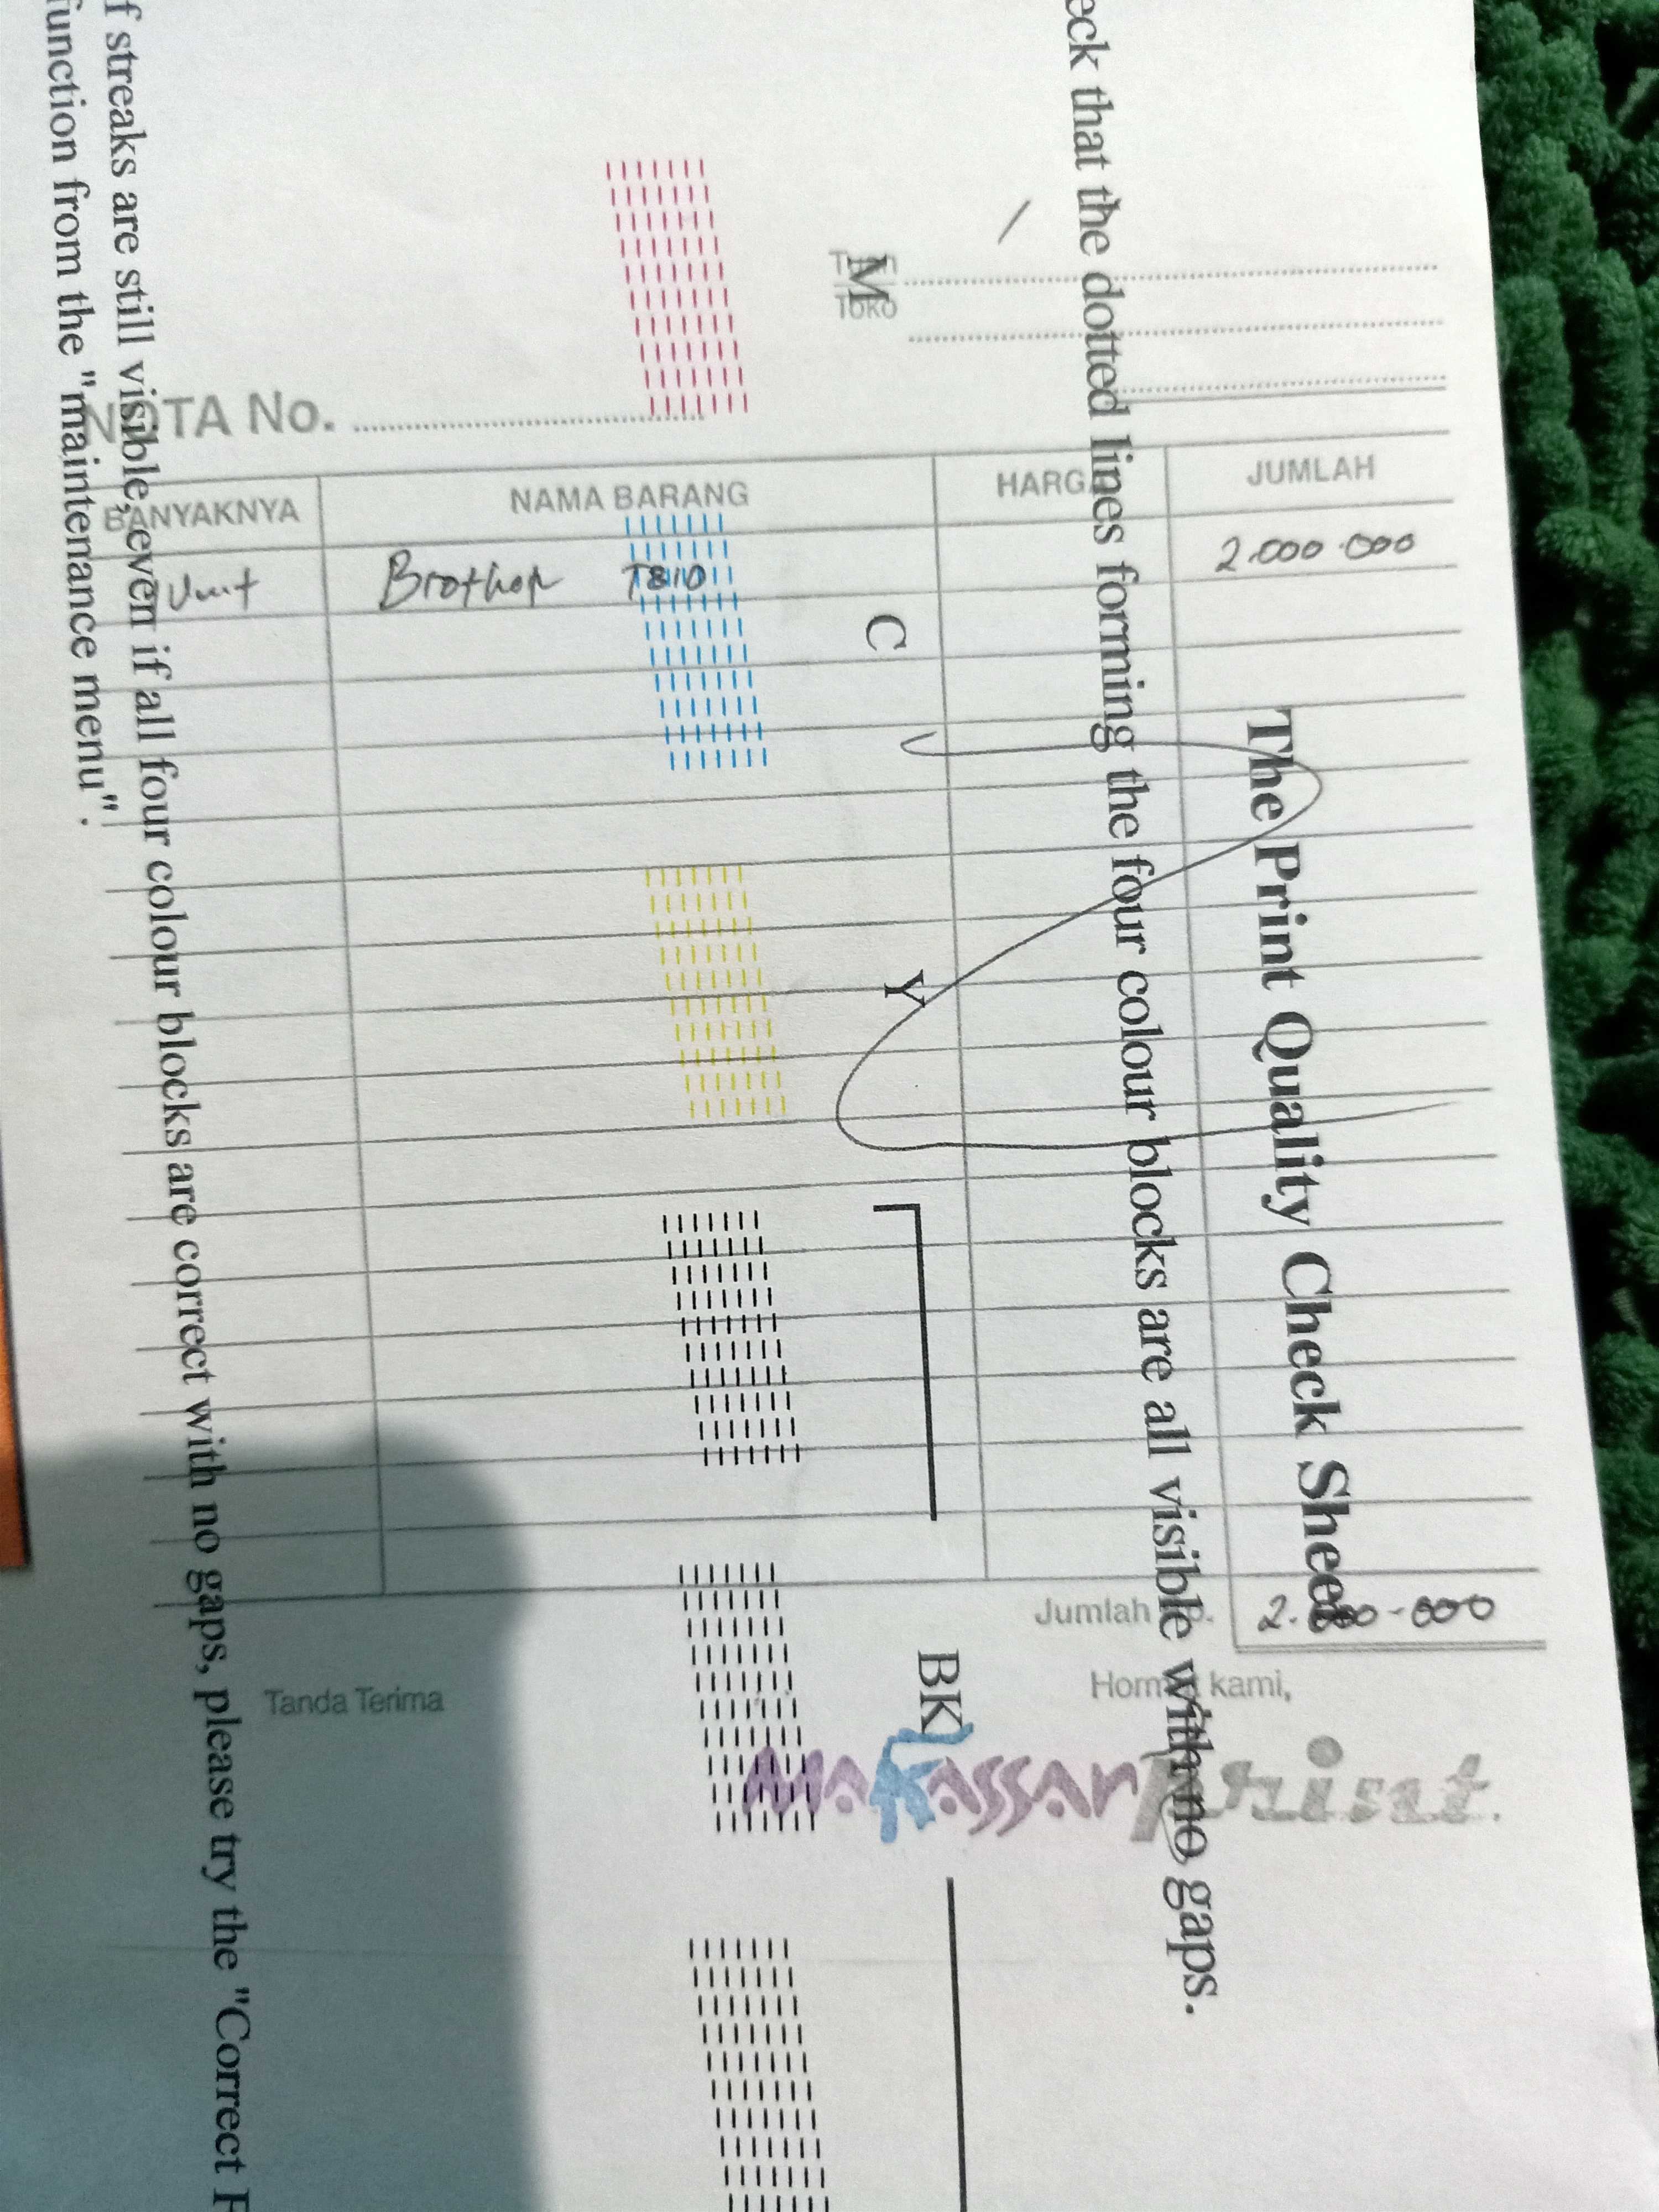 The Print Quality Check Sheet
eck that the dotted lines forming the four colour blocks are all visible with no gaps.
M
C
Y
BK
f streaks are still visible, even if all four colour blocks are correct with no gaps, please try the "Correct F
function from the "maintenance menu".
Toko
NOTA No.
BANYAKNYA NAMA BARANG HARGA JUMLAH
Unit Brother T810 2.000.000
Jumlah Rp. 2.000-000
Tanda Terima Hormat kami,
Makassar print.